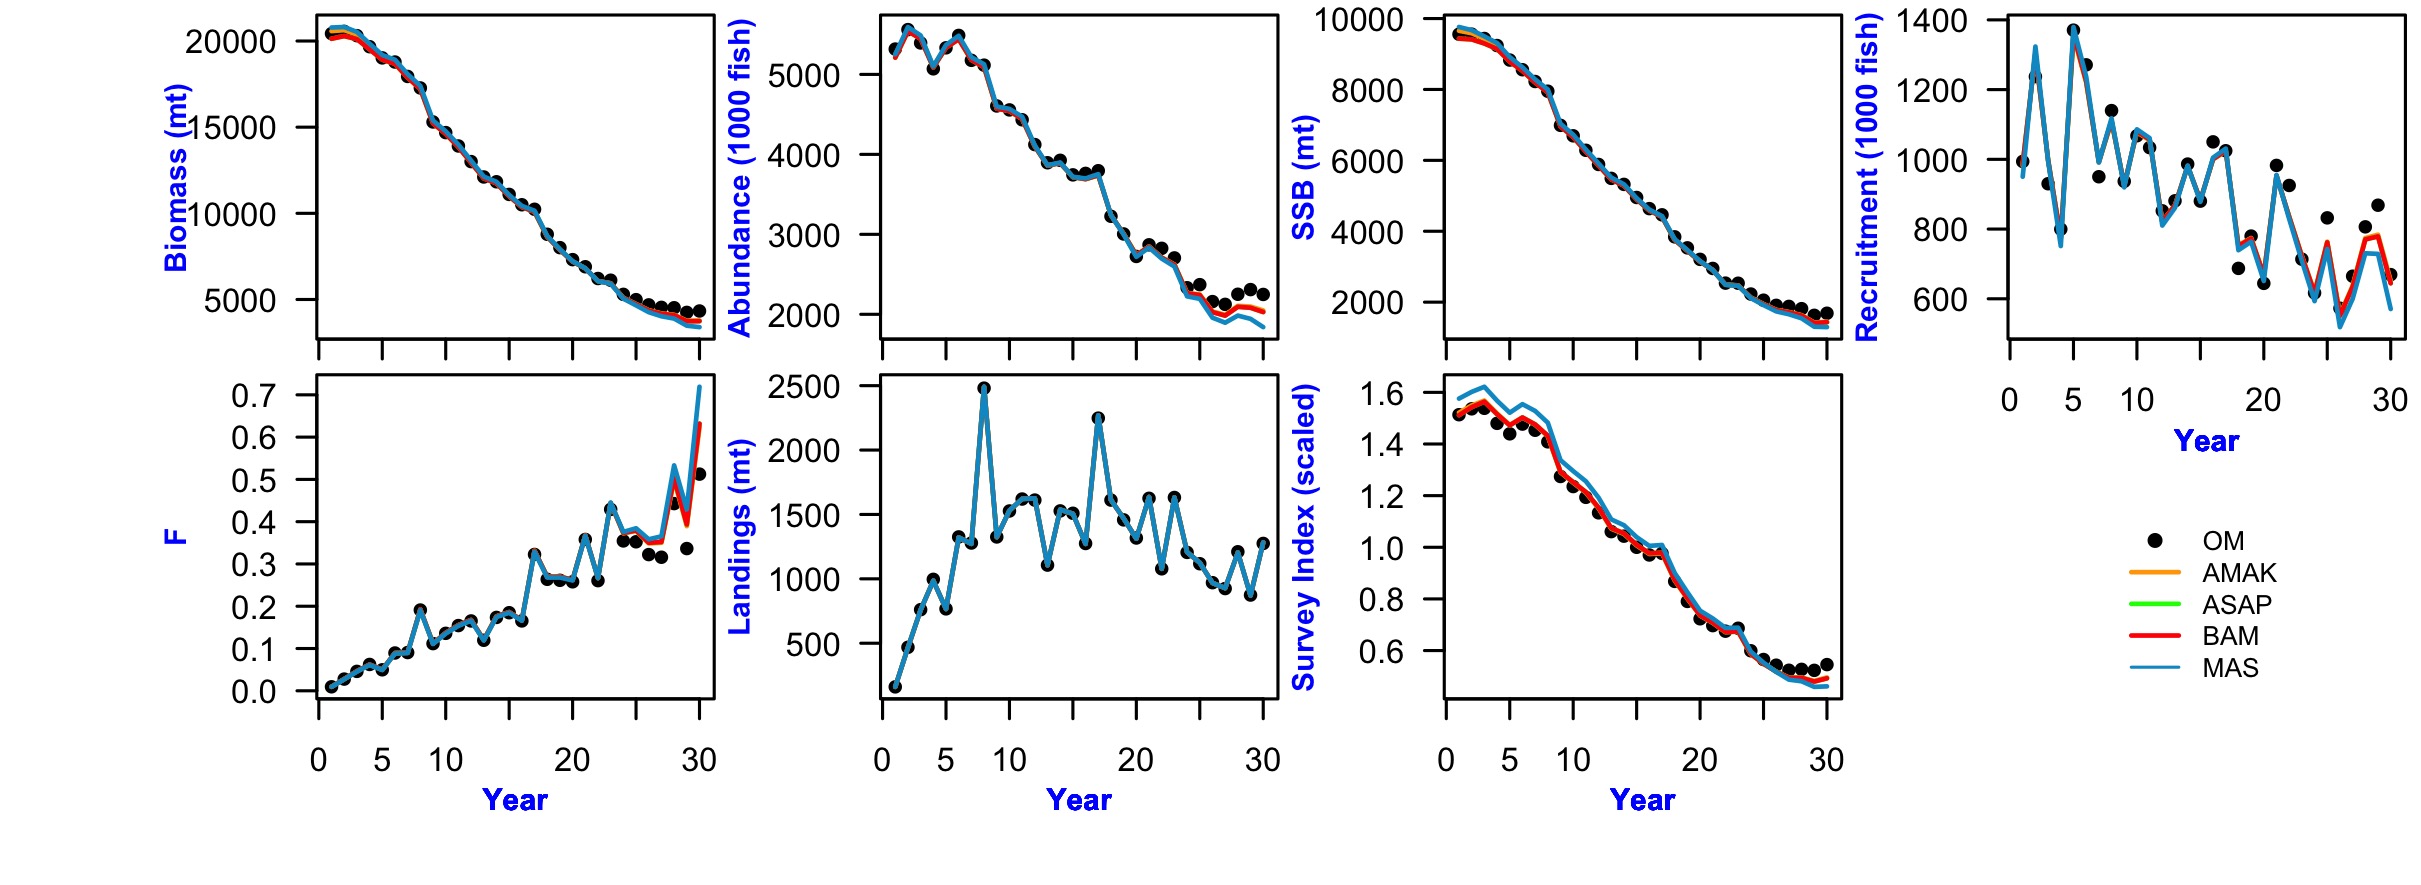 Biomass (mt)
20000
15000
10000
5000
Abundance (1000 fish)
5000
4000
3000
2000
SSB (mt)
10000
8000
6000
4000
2000
Recruitment (1000 fish)
1400
1200
1000
800
600
0 5 10 20 30
Year
F
0.7
0.6
0.5
0.4
0.3
0.2
0.1
0.0
0 5 10 20 30
Year
Landings (mt)
2500
2000
1500
1000
500
0 5 10 20 30
Year
Survey Index (scaled)
1.6
1.4
1.2
1.0
0.8
0.6
0 5 10 20 30
Year
OM
AMAK
ASAP
BAM
MAS